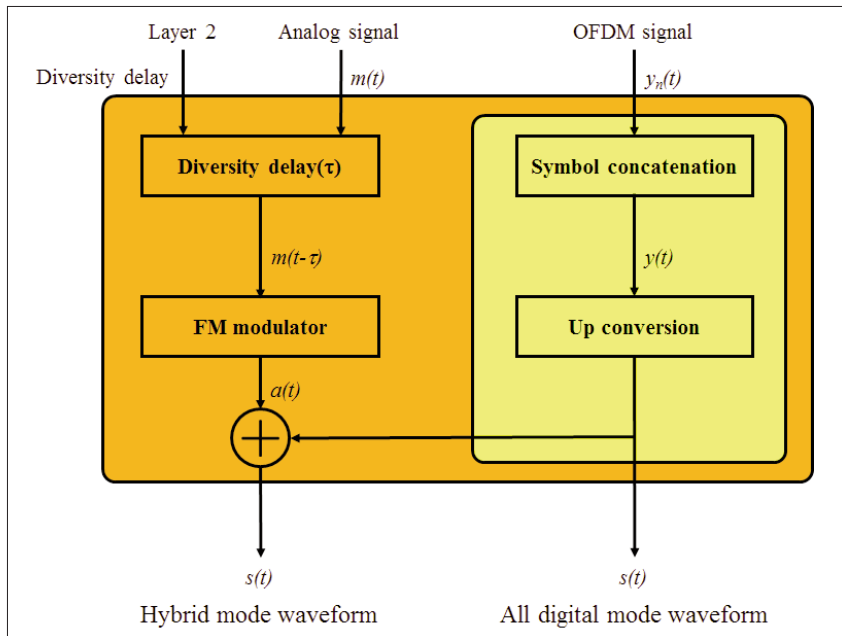 Layer 2 Analog signal OFDM signal
Diversity delay m(t) yn(t)
Diversity delay(τ) Symbol concatenation
m(t-τ) y(t)
FM modulator Up conversion
a(t)
s(t) s(t)
Hybrid mode waveform All digital mode waveform